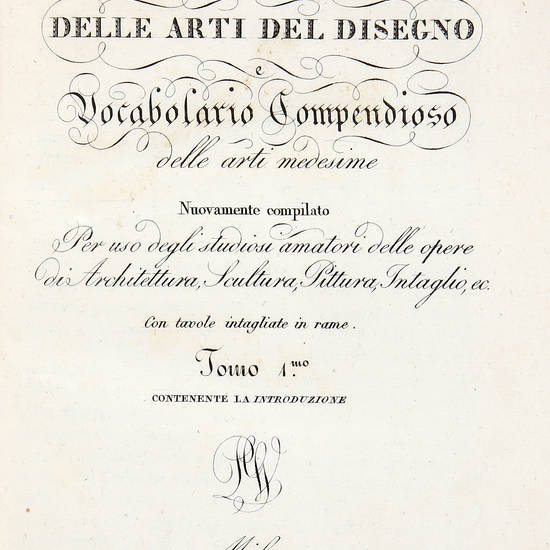 DELLE ARTI DEL DISEGNO
e
Vocabolario Compendioso
delle arti medesime
Nuovamente compilato
Per uso degli studiosi amatori delle opere
di Architettura, Scultura, Pittura, Intaglio, ec.
Con tavole intagliate in rame.
Tomo 1.mo
CONTENENTE LA INTRODUZIONE